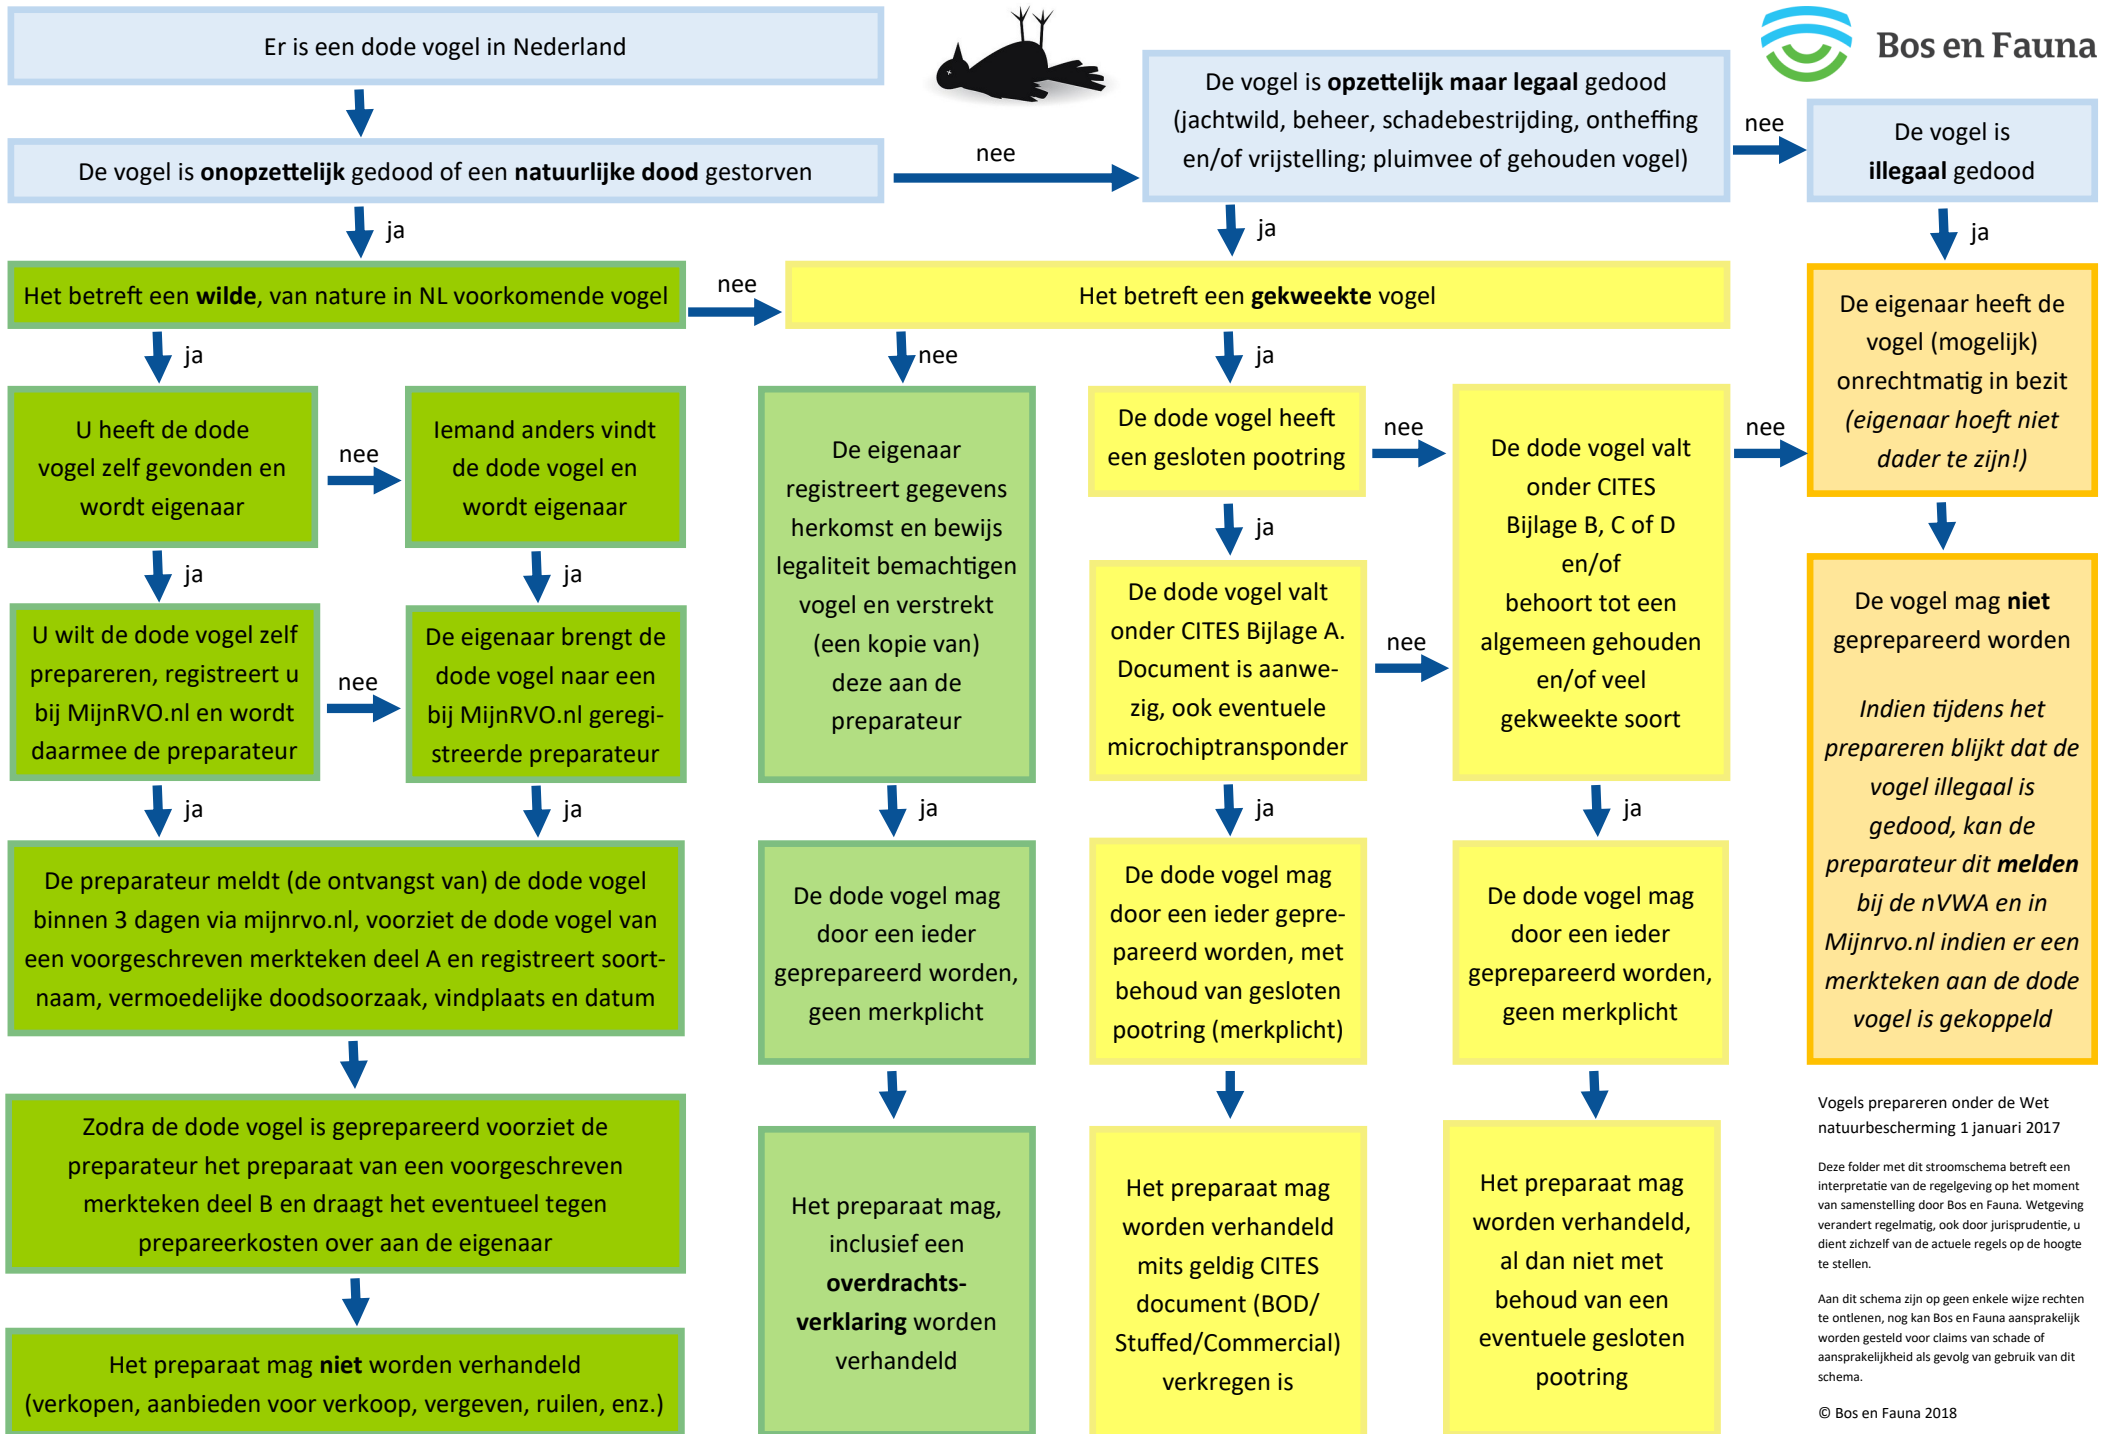 Er is een dode vogel in Nederland
Bos en Fauna
De vogel is opzettelijk maar legaal gedood
(jachtwild, beheer, schadebestrijding, ontheffing
en/of vrijstelling; pluimvee of gehouden vogel)
nee
De vogel is
illegaal gedood
De vogel is onopzettelijk gedood of een natuurlijke dood gestorven
nee
ja
ja
ja
Het betreft een wilde, van nature in NL voorkomende vogel
nee
Het betreft een gekweekte vogel
De eigenaar heeft de
vogel (mogelijk)
onrechtmatig in bezit
(eigenaar hoeft niet
dader te zijn!)
ja
nee
ja
U heeft de dode
vogel zelf gevonden en
wordt eigenaar
nee
Iemand anders vindt
de dode vogel en
wordt eigenaar
De eigenaar
registreert gegevens
herkomst en bewijs
legaliteit bemachtigen
vogel en verstrekt
(een kopie van)
deze aan de
preparateur
De dode vogel heeft
een gesloten pootring
nee
De dode vogel valt
onder CITES
Bijlage B, C of D
en/of
behoort tot een
algemeen gehouden
en/of veel
gekweekte soort
nee
ja
ja
ja
U wilt de dode vogel zelf
prepareren, registreert u
bij MijnRVO.nl en wordt
daarmee de preparateur
nee
De eigenaar brengt de
dode vogel naar een
bij MijnRVO.nl geregi-
streerde preparateur
De dode vogel valt
onder CITES Bijlage A.
Document is aanwe-
zig, ook eventuele
microchiptransponder
nee
De vogel mag niet
geprepareerd worden
Indien tijdens het
prepareren blijkt dat de
vogel illegaal is
gedood, kan de
preparateur dit melden
bij de nVWA en in
Mijnrvo.nl indien er een
merkteken aan de dode
vogel is gekoppeld
ja
ja
ja
ja
ja
De preparateur meldt (de ontvangst van) de dode vogel
binnen 3 dagen via mijnrvo.nl, voorziet de dode vogel van
een voorgeschreven merkteken deel A en registreert soort-
naam, vermoedelijke doodsoorzaak, vindplaats en datum
De dode vogel mag
door een ieder
geprepareerd worden,
geen merkplicht
De dode vogel mag
door een ieder gepre-
pareerd worden, met
behoud van gesloten
pootring (merkplicht)
De dode vogel mag
door een ieder
geprepareerd worden,
geen merkplicht
Zodra de dode vogel is geprepareerd voorziet de
preparateur het preparaat van een voorgeschreven
merkteken deel B en draagt het eventueel tegen
prepareerkosten over aan de eigenaar
Het preparaat mag,
inclusief een
overdrachts-
verklaring worden
verhandeld
Het preparaat mag
worden verhandeld
mits geldig CITES
document (BOD/
Stuffed/Commercial)
verkregen is
Het preparaat mag
worden verhandeld,
al dan niet met
behoud van een
eventuele gesloten
pootring
Het preparaat mag niet worden verhandeld
(verkopen, aanbieden voor verkoop, vergeven, ruilen, enz.)
Vogels prepareren onder de Wet
natuurbescherming 1 januari 2017
Deze folder met dit stroomschema betreft een
interpretatie van de regelgeving op het moment
van samenstelling door Bos en Fauna. Wetgeving
verandert regelmatig, ook door jurisprudentie, u
dient zichzelf van de actuele regels op de hoogte
te stellen.
Aan dit schema zijn op geen enkele wijze rechten
te ontlenen, nog kan Bos en Fauna aansprakelijk
worden gesteld voor claims van schade of
aansprakelijkheid als gevolg van gebruik van dit
schema.
© Bos en Fauna 2018